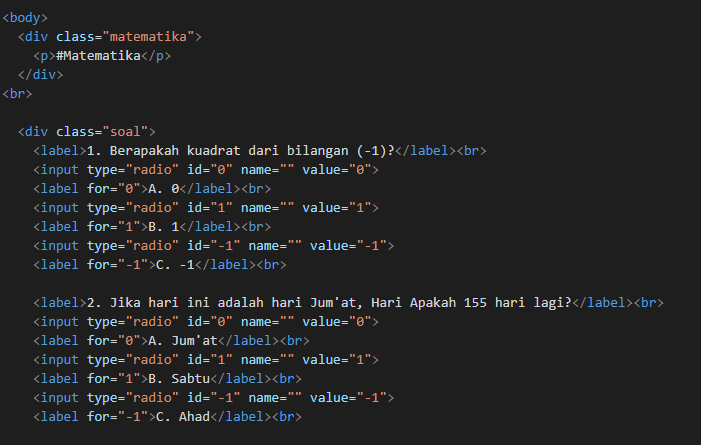 <body>
<div class="matematika">
<p>#Matematika</p>
</div>
<br>
<div class="soal">
<label>1. Berapakah kuadrat dari bilangan (-1)?</label><br>
<input type="radio" id="0" name="" value="0">
<label for="0">A. 0</label><br>
<input type="radio" id="1" name="" value="1">
<label for="1">B. 1</label><br>
<input type="radio" id="-1" name="" value="-1">
<label for="-1">C. -1</label><br>
<label>2. Jika hari ini adalah hari Jum'at, Hari Apakah 155 hari lagi?</label><br>
<input type="radio" id="0" name="" value="0">
<label for="0">A. Jum'at</label><br>
<input type="radio" id="1" name="" value="1">
<label for="1">B. Sabtu</label><br>
<input type="radio" id="-1" name="" value="-1">
<label for="-1">C. Ahad</label><br>